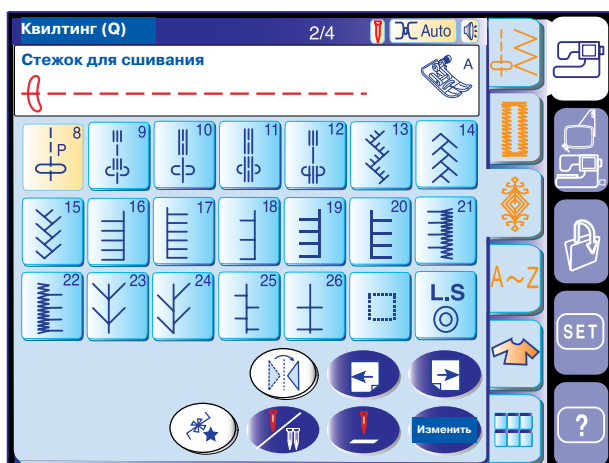 Квилтинг (Q) 2/4 Auto
Стежок для сшивания A
P 8 9 10 11 12 13 14
15 16 17 18 19 20 21
22 23 24 25 26 L.S
A~Z
SET
Изменить
?